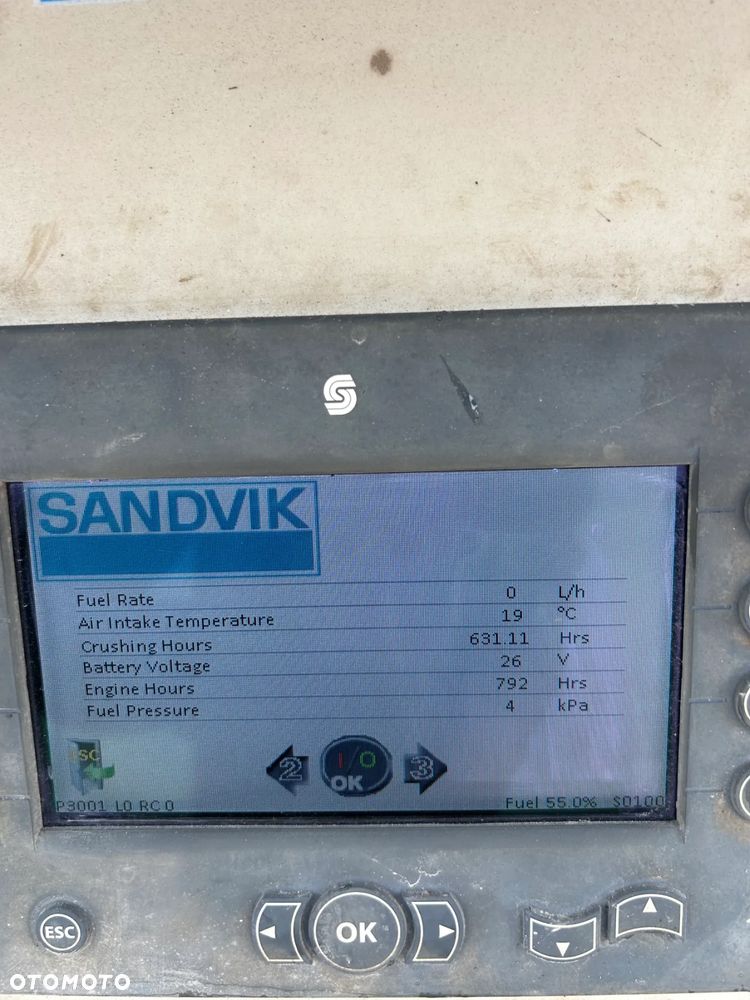 SANDVIK
Fuel Rate 0 L/h
Air Intake Temperature 19 °C
Crushing Hours 631.11 Hrs
Battery Voltage 26 V
Engine Hours 792 Hrs
Fuel Pressure 4 kPa
ESC
2 I/O OK 3
P3001 L0 RC 0 Fuel 55.0% S0100
ESC OK
OTOMOTO